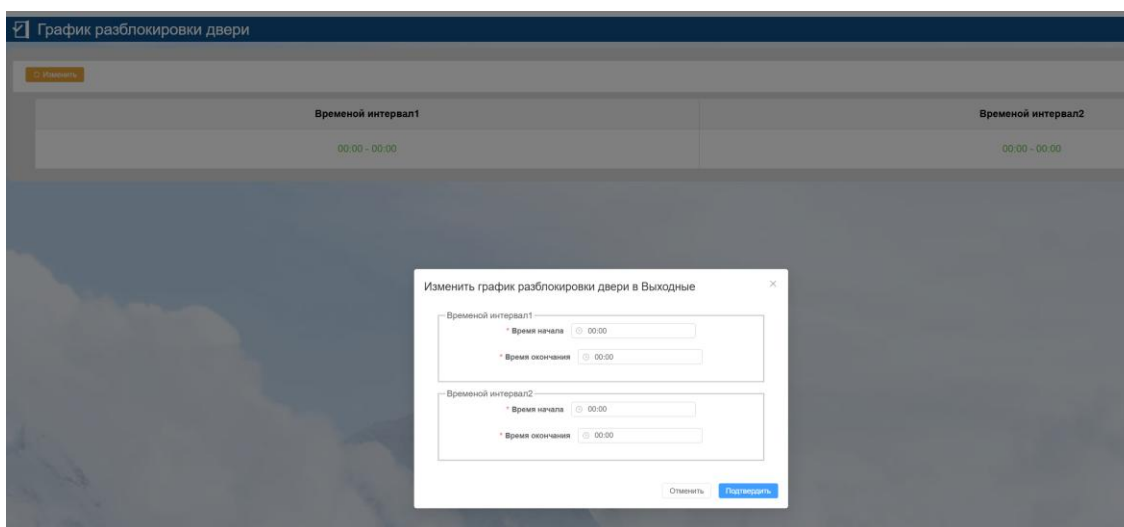 График разблокировки двери
Изменить
Временой интервал1 Временой интервал2
00:00 - 00:00 00:00 - 00:00
Изменить график разблокировки двери в Выходные
Временой интервал1
* Время начала 00:00
* Время окончания 00:00
Временой интервал2
* Время начала 00:00
* Время окончания 00:00
Отменить Подтвердить